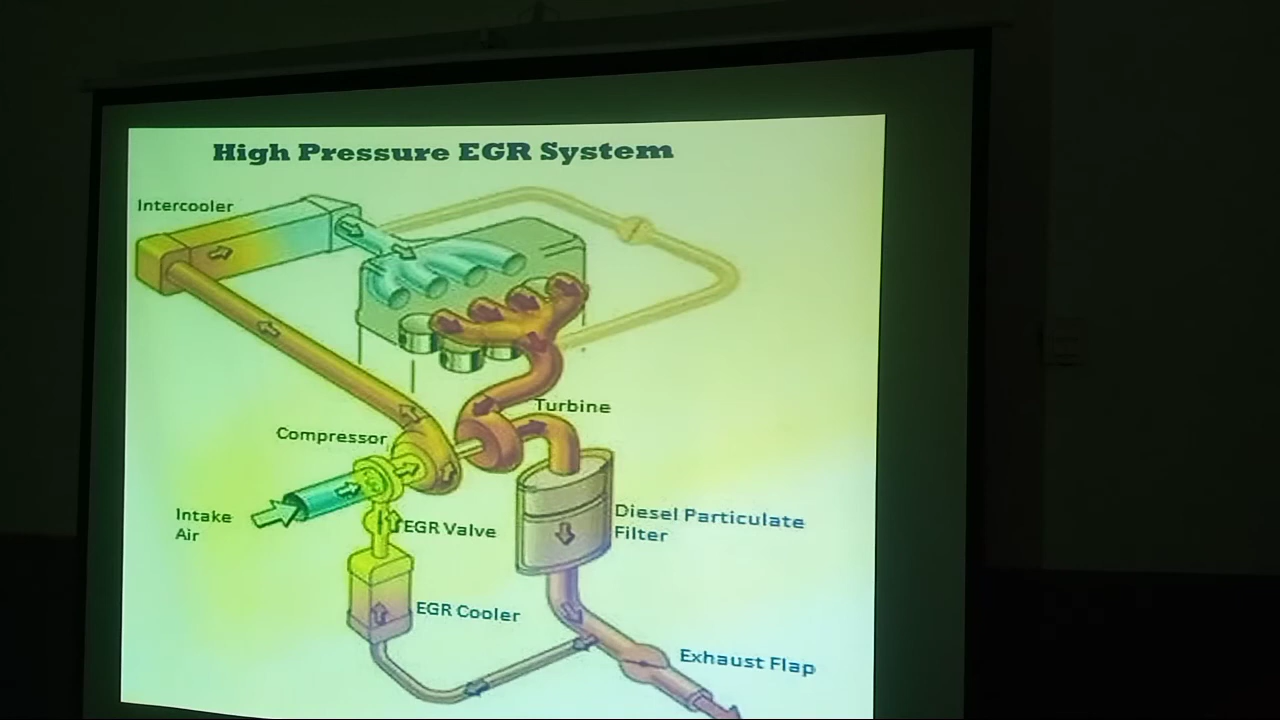 High Pressure EGR System
Intercooler
Turbine
Compressor
Intake
Air
EGR Valve
Diesel Particulate
Filter
EGR Cooler
Exhaust Flap